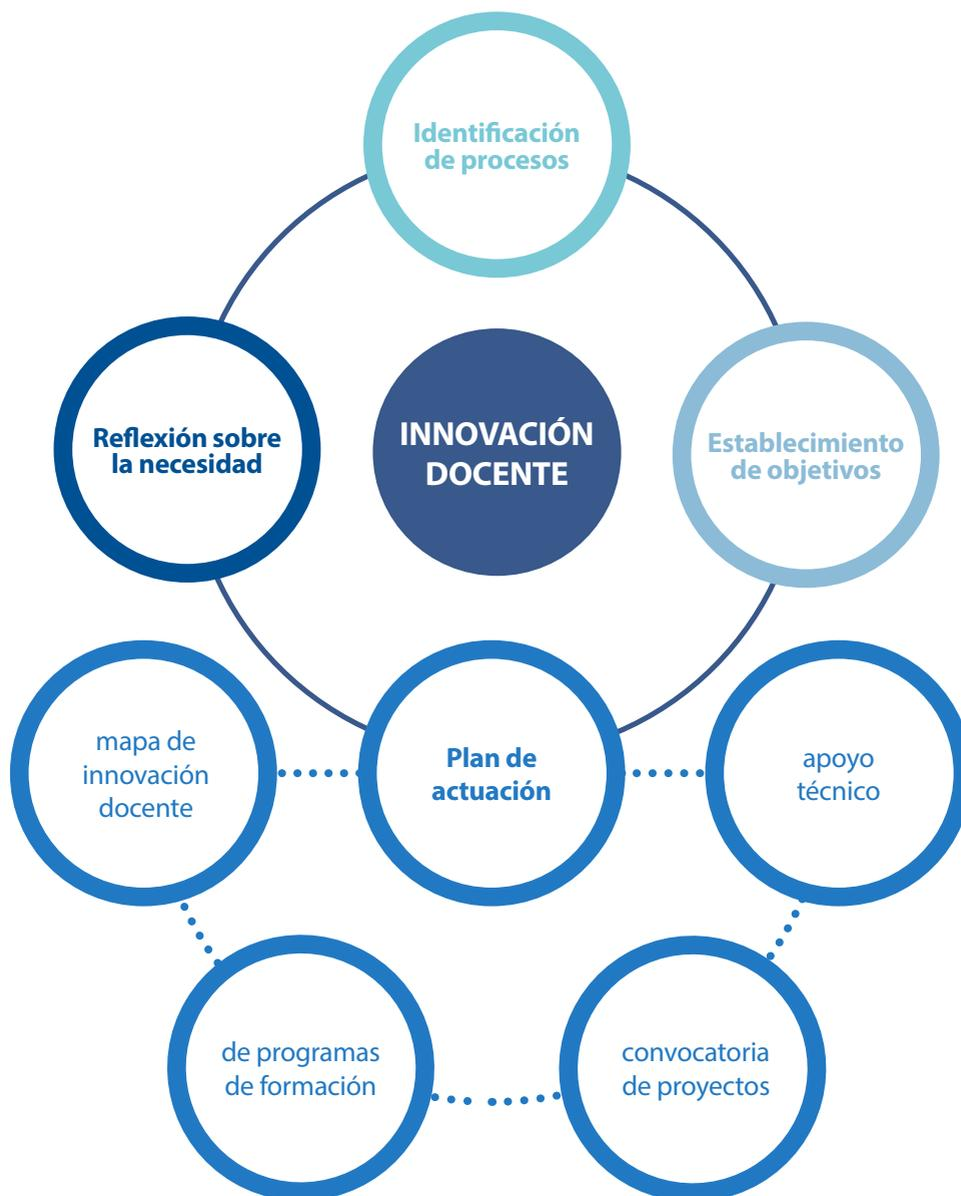 Identificación
de procesos
Reflexión sobre
la necesidad
INNOVACIÓN
DOCENTE
Establecimiento
de objetivos
mapa de
innovación
docente
Plan de
actuación
apoyo
técnico
de programas
de formación
convocatoria
de proyectos